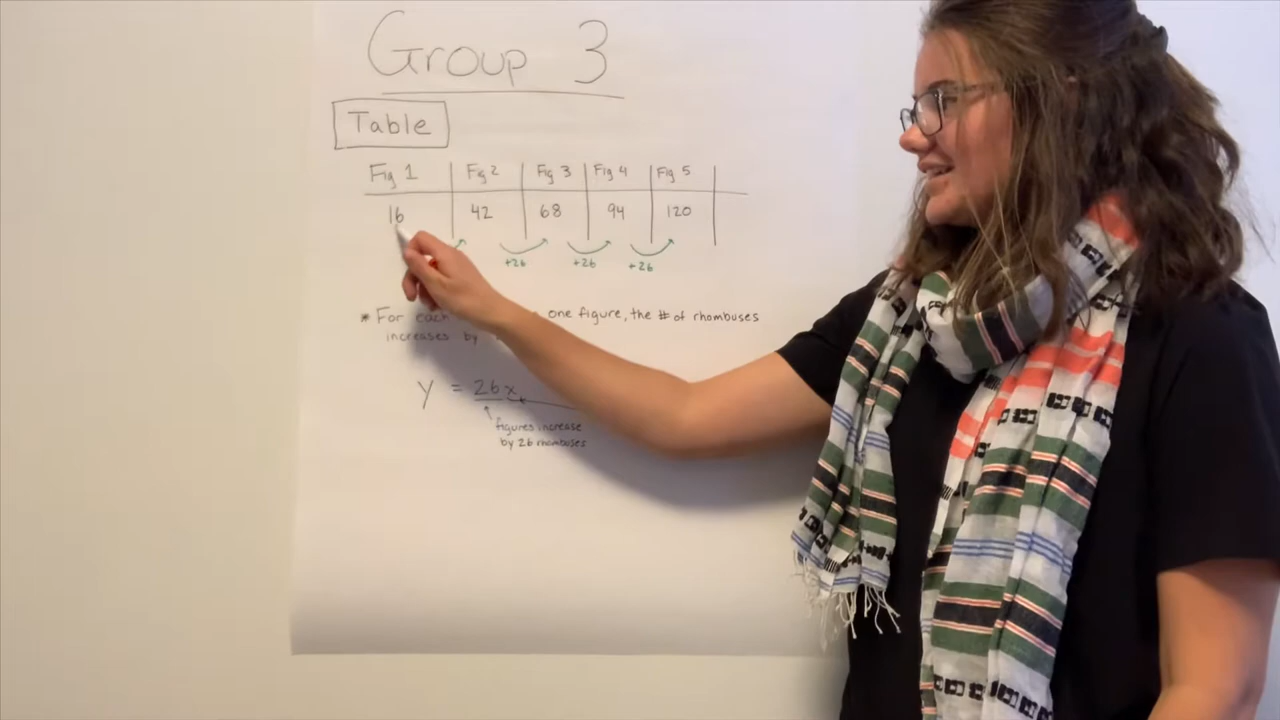 Group 3
Table
Fig 1 Fig 2 Fig 3 Fig 4 Fig 5
16 42 68 94 120
+26 +26 +26
* For each one figure, the # of rhombuses
increases by
y = 26x
figures increase
by 26 rhombuses